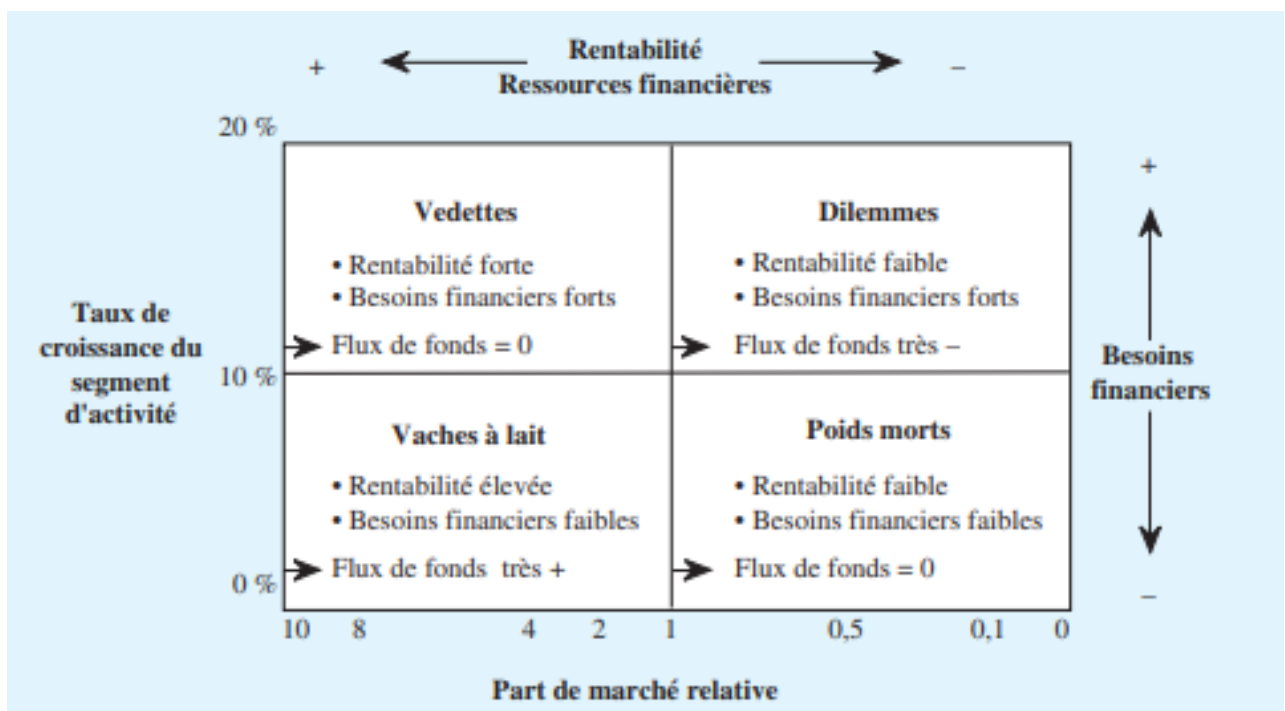 + Rentabilité –
Ressources financières
20 %
+
Vedettes
• Rentabilité forte
• Besoins financiers forts
Flux de fonds = 0
Dilemmes
• Rentabilité faible
• Besoins financiers forts
Flux de fonds très –
Taux de
croissance du
segment
d'activité
10 %
Besoins
financiers
Vaches à lait
• Rentabilité élevée
• Besoins financiers faibles
Flux de fonds très +
Poids morts
• Rentabilité faible
• Besoins financiers faibles
Flux de fonds = 0
0 %
–
10 8 4 2 1 0,5 0,1 0
Part de marché relative